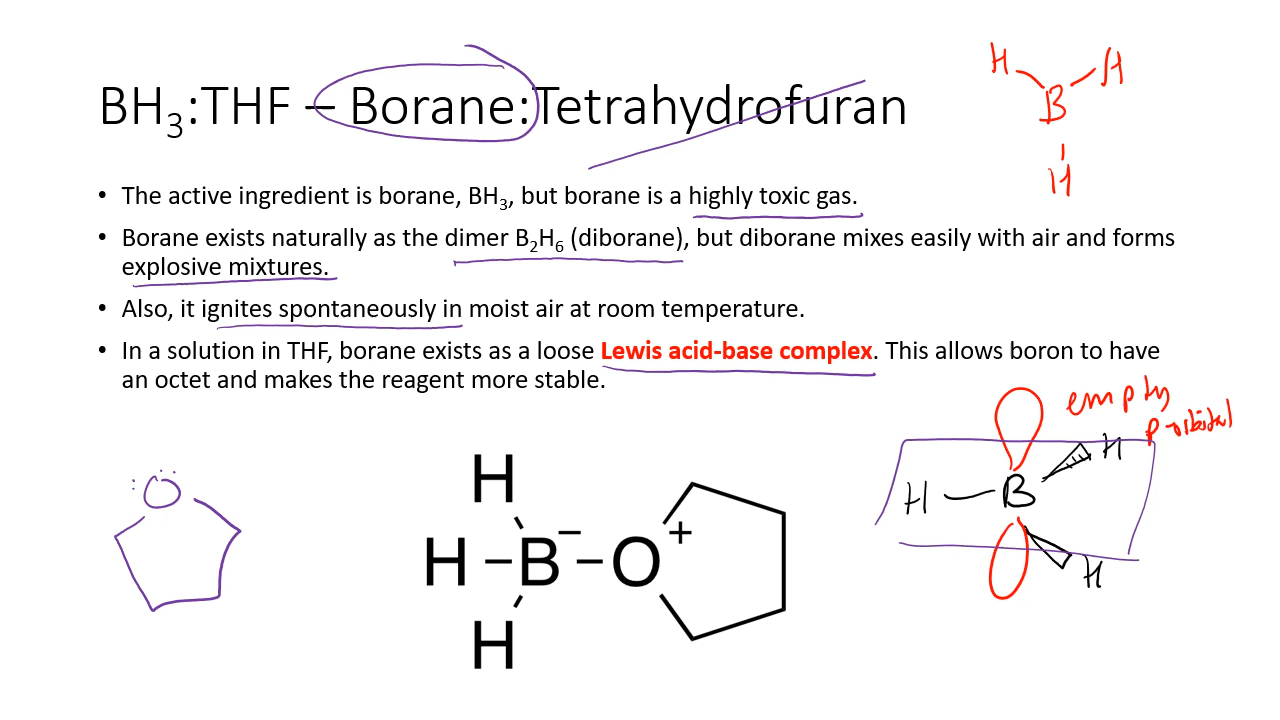 BH₃:THF – Borane:Tetrahydrofuran
H
H
B
H
• The active ingredient is borane, BH₃, but borane is a highly toxic gas.
• Borane exists naturally as the dimer B₂H₆ (diborane), but diborane mixes easily with air and forms
explosive mixtures.
• Also, it ignites spontaneously in moist air at room temperature.
• In a solution in THF, borane exists as a loose Lewis acid-base complex. This allows boron to have
an octet and makes the reagent more stable.
empty
p orbital
H
H B
H
:Ö
H
H B⁻ O⁺
H